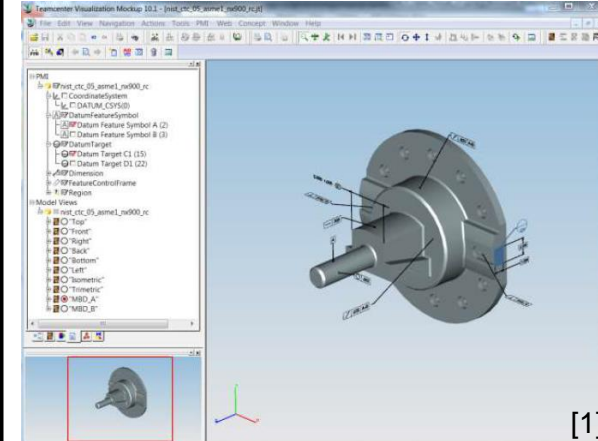 Teamcenter Visualization Mockup 10.1 - [nist_ctc_05_asme1_nx900_rc.jt]
File Edit View Navigation Actions Tools PMI Web Concept Window Help
PMI
nist_ctc_05_asme1_nx900_rc
CoordinateSystem
DATUM_CSYS(0)
DatumFeatureSymbol
Datum Feature Symbol A (2)
Datum Feature Symbol B (3)
DatumTarget
Datum Target C1 (15)
Datum Target D1 (22)
Dimension
FeatureControlFrame
Region
Model Views
nist_ctc_05_asme1_nx900_rc
"Top"
"Front"
"Right"
"Back"
"Bottom"
"Left"
"Isometric"
"Trimetric"
"MBD_A"
"MBD_B"
[1]